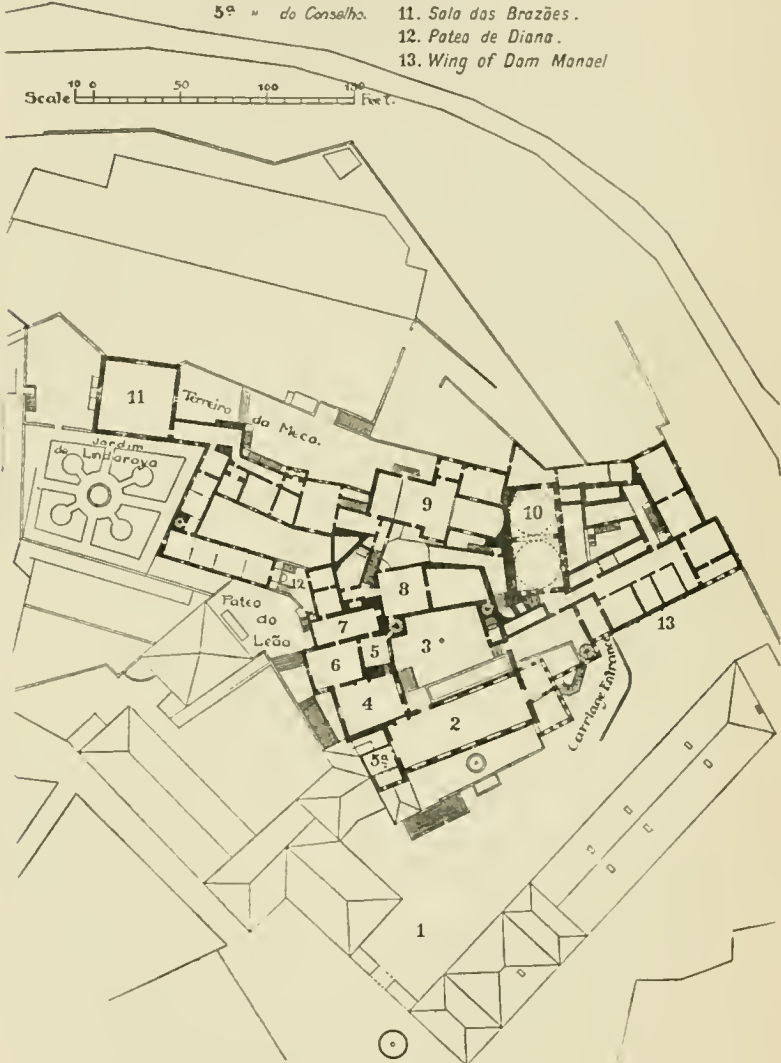 5ª " do Conselho.
11. Sala dos Brazões.
12. Pateo de Diana.
13. Wing of Dom Manoel
Scale 10 0 50 100 150 Feet.
11
Terreiro
da Meca.
Jardim
de Lindaraya
9
10
12
8
Pateo
do
Leão
7
13
3
5
6
4
2
Carriage Entrance
5ª
1